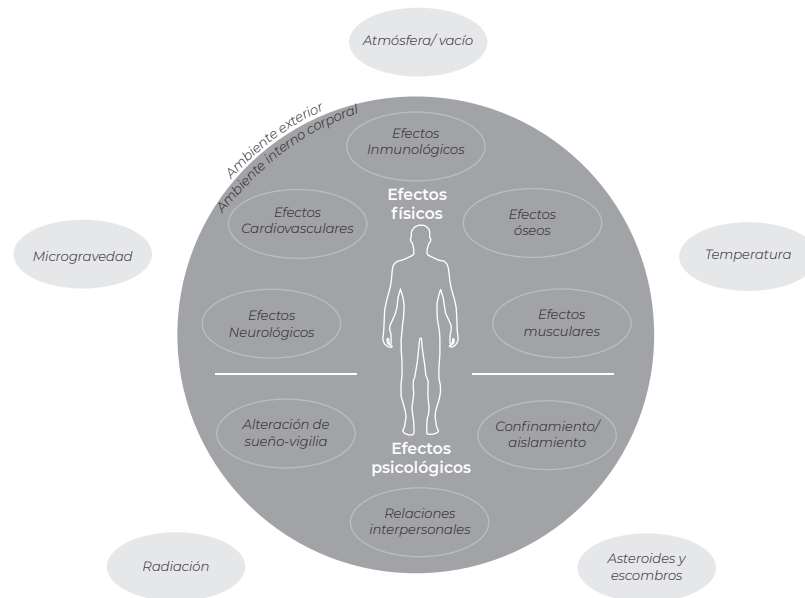 Atmósfera/ vacío
Ambiente exterior
Ambiente interno corporal
Efectos
Inmunológicos
Efectos
físicos
Efectos
Cardiovasculares
Efectos
óseos
Microgravedad
Temperatura
Efectos
Neurológicos
Efectos
musculares
Alteración de
sueño-vigilia
Confinamiento/
aislamiento
Efectos
psicológicos
Relaciones
interpersonales
Radiación
Asteroides y
escombros